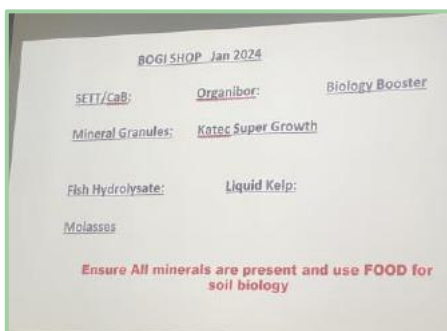 BOGI SHOP Jan 2024
SETT/CaB: Organibor: Biology Booster
Mineral Granules: Katec Super Growth
Fish Hydrolysate: Liquid Kelp:
Molasses
Ensure All minerals are present and use FOOD for
soil biology